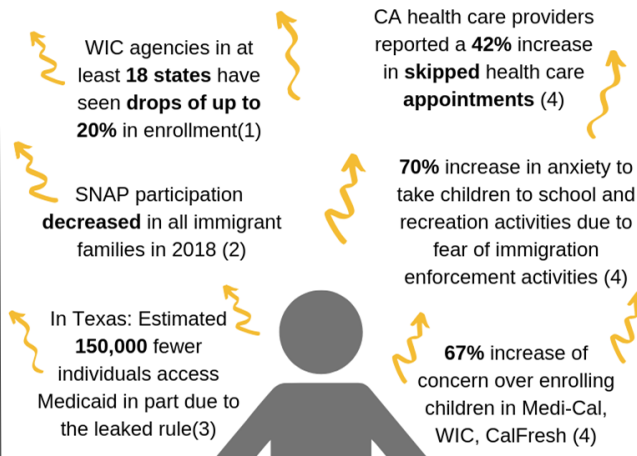 WIC agencies in at
least 18 states have
seen drops of up to
20% in enrollment(1)
SNAP participation
decreased in all immigrant
families in 2018 (2)
In Texas: Estimated
150,000 fewer
individuals access
Medicaid in part due to
the leaked rule(3)
CA health care providers
reported a 42% increase
in skipped health care
appointments (4)
70% increase in anxiety to
take children to school and
recreation activities due to
fear of immigration
enforcement activities (4)
67% increase of
concern over enrolling
children in Medi-Cal,
WIC, CalFresh (4)